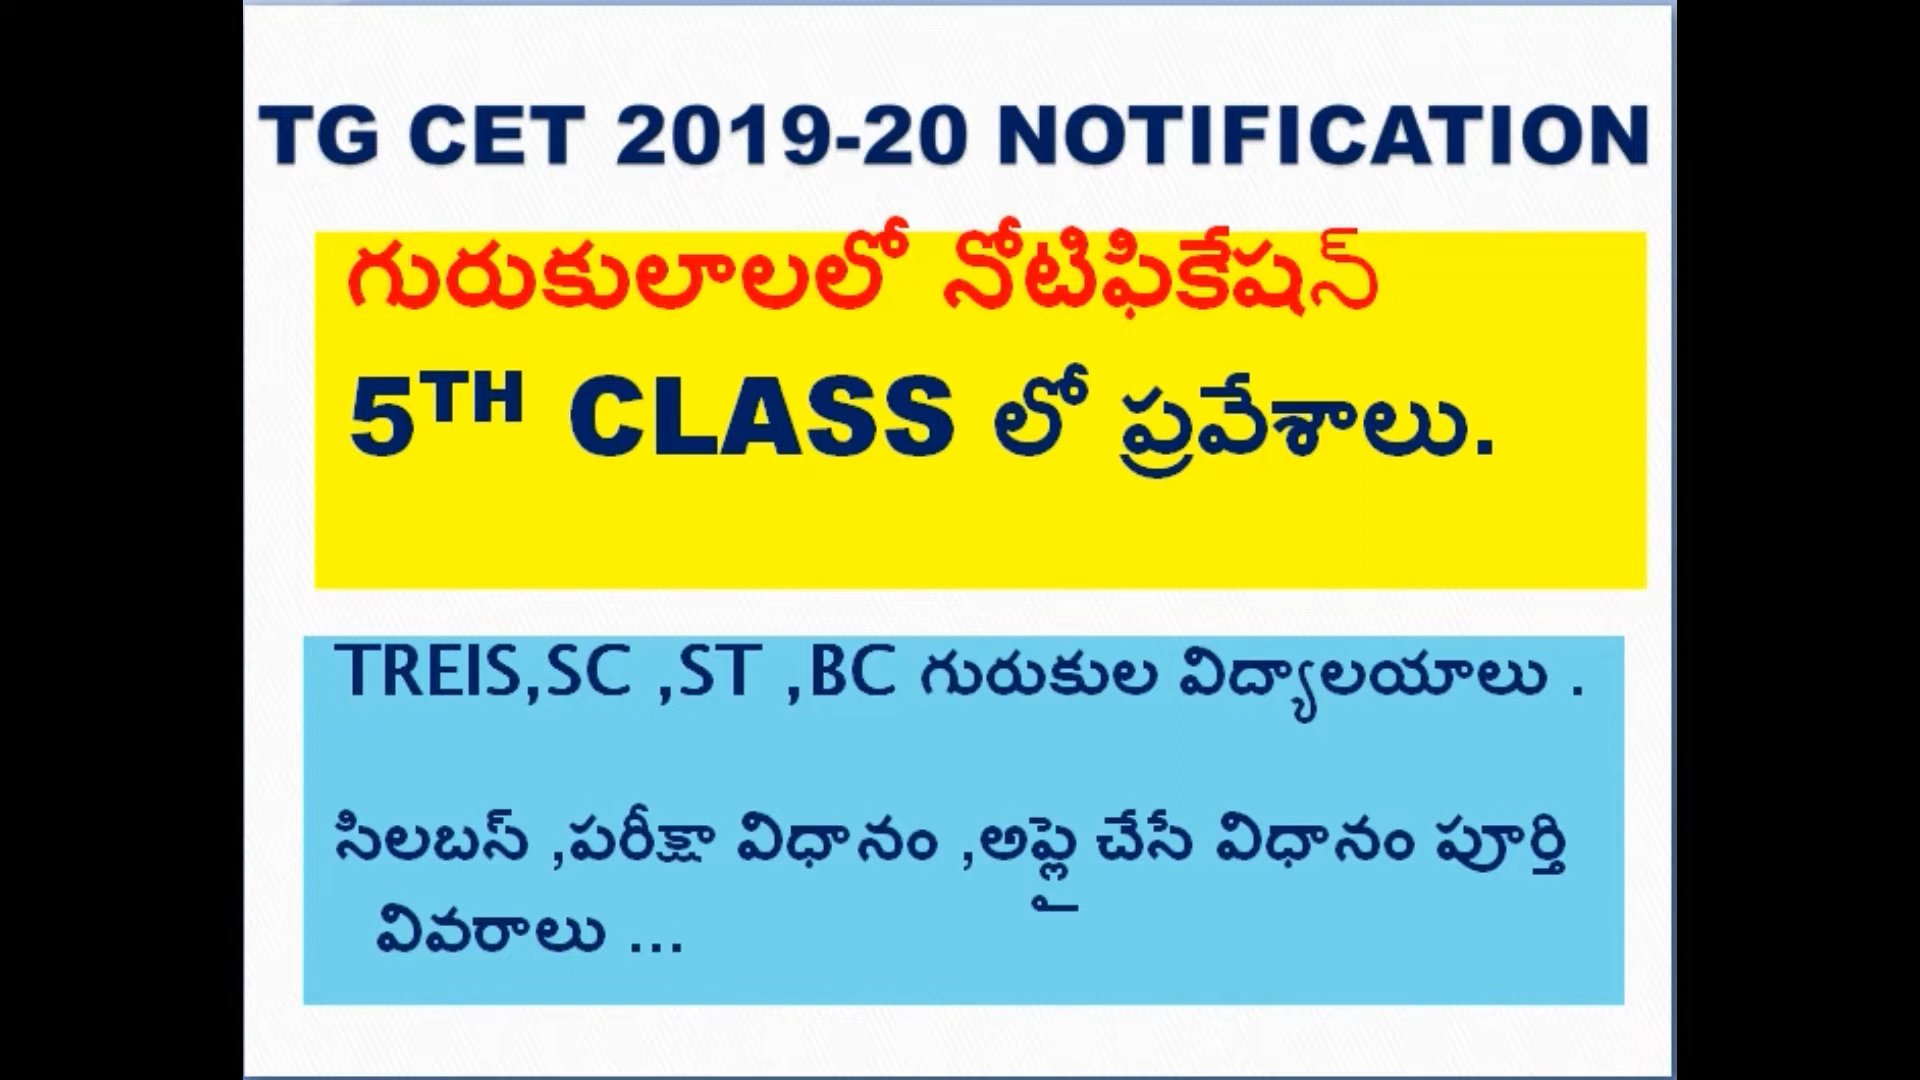 TG CET 2019-20 NOTIFICATION
గురుకులాలలో నోటిఫికేషన్
5TH CLASS లో ప్రవేశాలు.
TREIS,SC ,ST ,BC గురుకుల విద్యాలయాలు .
సిలబస్ ,పరీక్షా విధానం ,అప్లై చేసే విధానం పూర్తి
వివరాలు ...